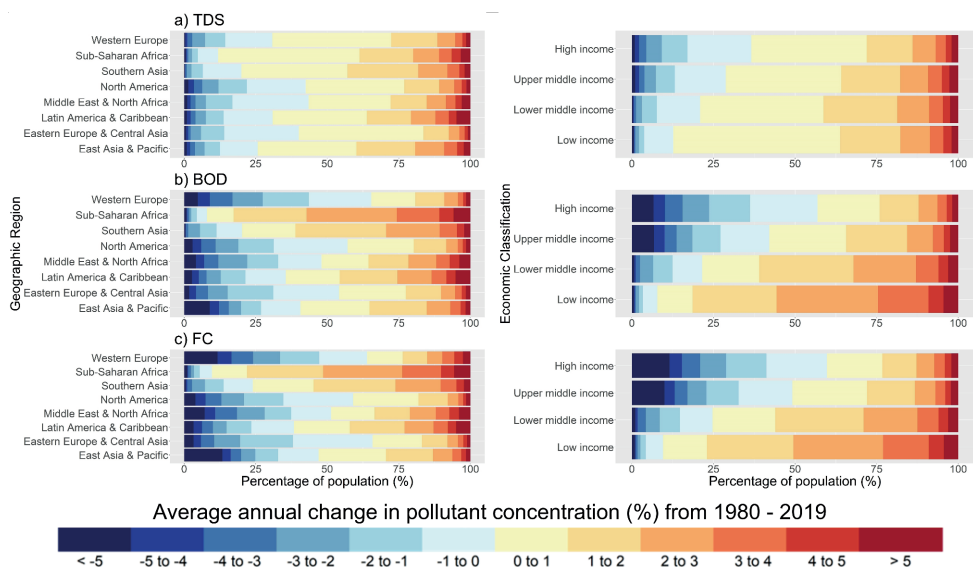 a) TDS
Western Europe
Sub-Saharan Africa
Southern Asia
North America
Middle East & North Africa
Latin America & Caribbean
Eastern Europe & Central Asia
East Asia & Pacific
0 25 50 75 100
High income
Upper middle income
Lower middle income
Low income
0 25 50 75 100
Geographic Region
b) BOD
Western Europe
Sub-Saharan Africa
Southern Asia
North America
Middle East & North Africa
Latin America & Caribbean
Eastern Europe & Central Asia
East Asia & Pacific
0 25 50 75 100
Economic Classification
High income
Upper middle income
Lower middle income
Low income
0 25 50 75 100
c) FC
Western Europe
Sub-Saharan Africa
Southern Asia
North America
Middle East & North Africa
Latin America & Caribbean
Eastern Europe & Central Asia
East Asia & Pacific
0 25 50 75 100
Percentage of population (%)
High income
Upper middle income
Lower middle income
Low income
0 25 50 75 100
Percentage of population (%)
Average annual change in pollutant concentration (%) from 1980 - 2019
< -5 -5 to -4 -4 to -3 -3 to -2 -2 to -1 -1 to 0 0 to 1 1 to 2 2 to 3 3 to 4 4 to 5 > 5